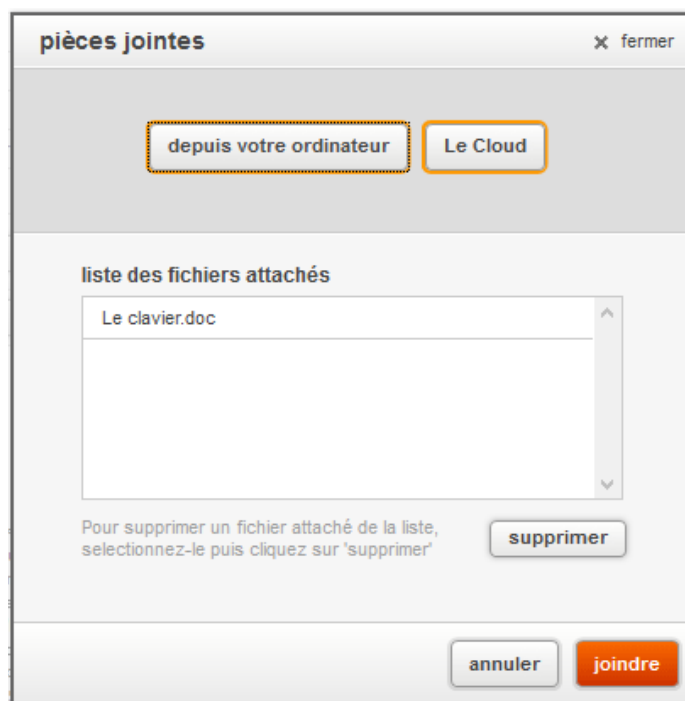 pièces jointes
× fermer
depuis votre ordinateur
Le Cloud
liste des fichiers attachés
Le clavier.doc
Pour supprimer un fichier attaché de la liste,
selectionnez-le puis cliquez sur 'supprimer'
supprimer
annuler
joindre